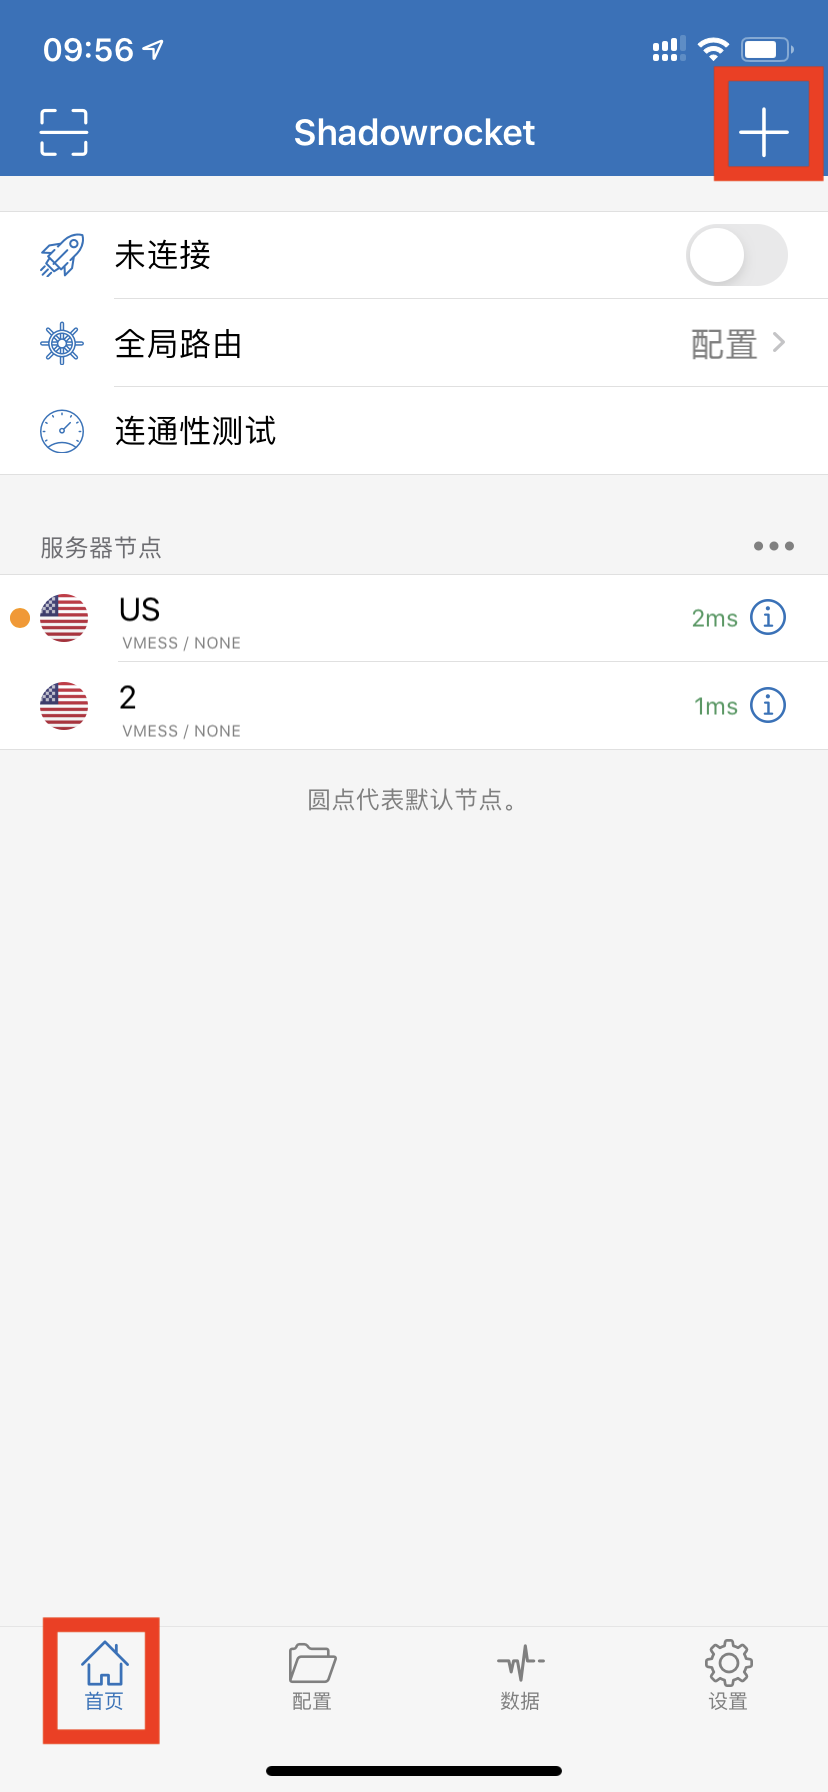 09:56
Shadowrocket
未连接
全局路由 配置
连通性测试
服务器节点
US 2ms
VMESS / NONE
2 1ms
VMESS / NONE
圆点代表默认节点。
首页 配置 数据 设置